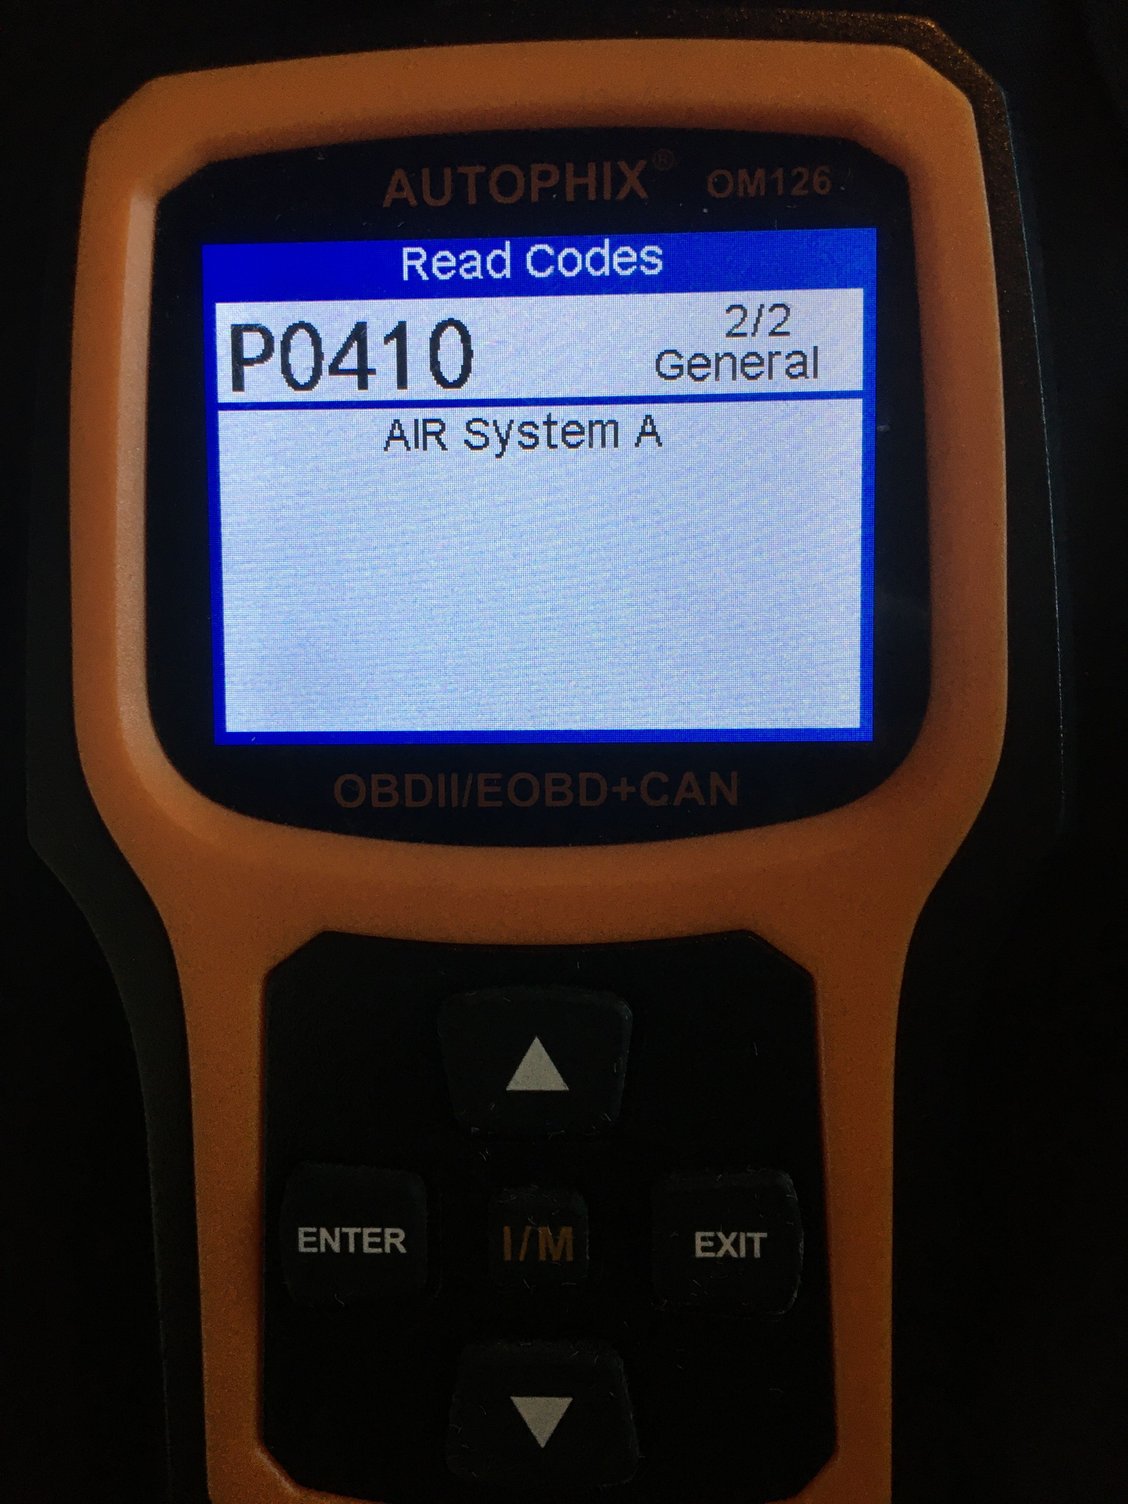 AUTOPHIX® OM126
Read Codes
P0410
2/2
General
AIR System A
OBDII/EOBD+CAN
ENTER
I/M
EXIT